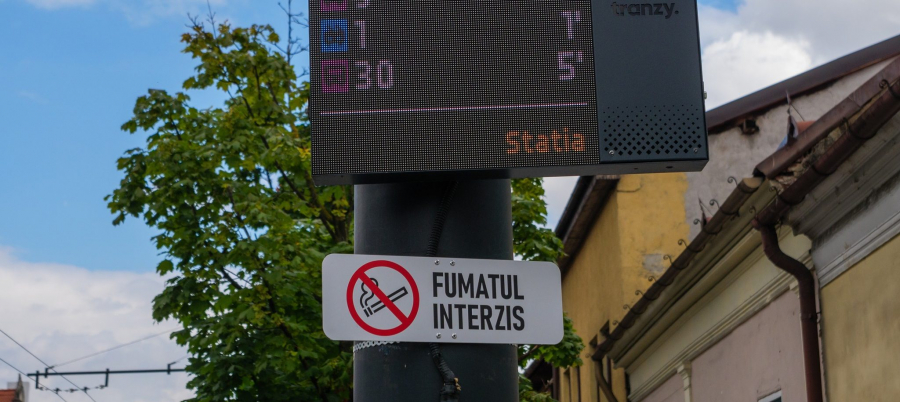 tranzy.
1 1'
30 5'
Statia
FUMATUL
INTERZIS